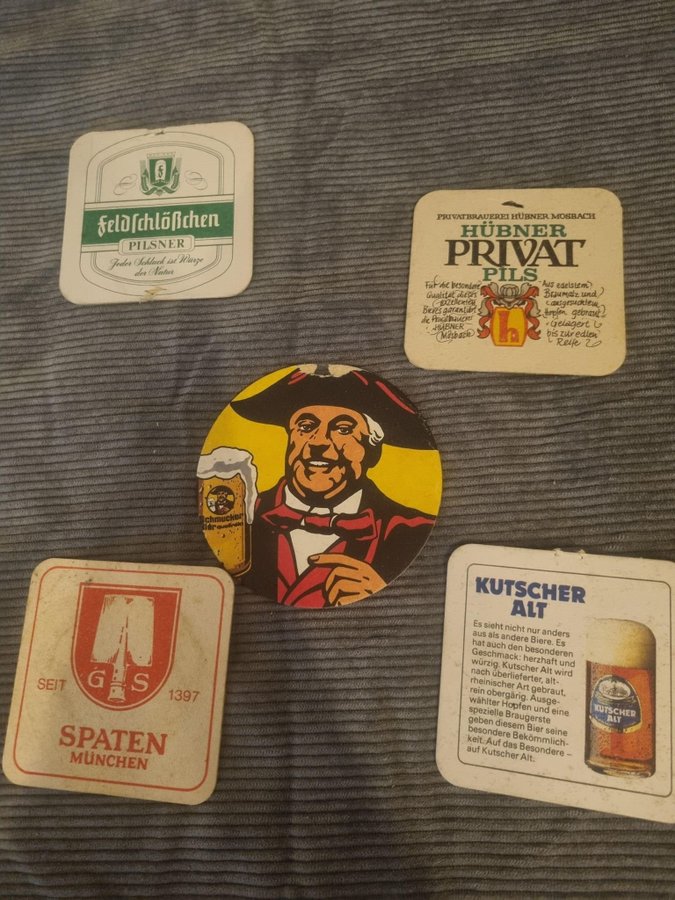 Feldschlößchen
PILSNER
Jeder Schluck ist Würze
der Natur
PRIVATBRAUEREI HÜBNER MOSBACH
HÜBNER
PRIVAT
PILS
Für die besondere
Qualität dieses
exzellenten
Bieres garantiert
die Privatbrauerei
HÜBNER
Mosbach
Aus edelstem
Braumalz und
ausgesuchten
Hopfen gebraut
Gelagert
bis zur edlen
Reife
h
Schmucker
Bier
G S
SEIT 1397
SPATEN
MÜNCHEN
KUTSCHER
ALT
Es sieht nicht nur anders
aus als andere Biere. Es
hat auch den besonderen
Geschmack: herzhaft und
würzig. Kutscher Alt wird
nach überlieferter, alt-
rheinischer Art gebraut,
rein obergärig. Ausge-
wählter Hopfen und eine
spezielle Braugerste
geben diesem Bier seine
besondere Bekömmlich-
keit. Auf das Besondere –
auf Kutscher Alt.
KUTSCHER
ALT